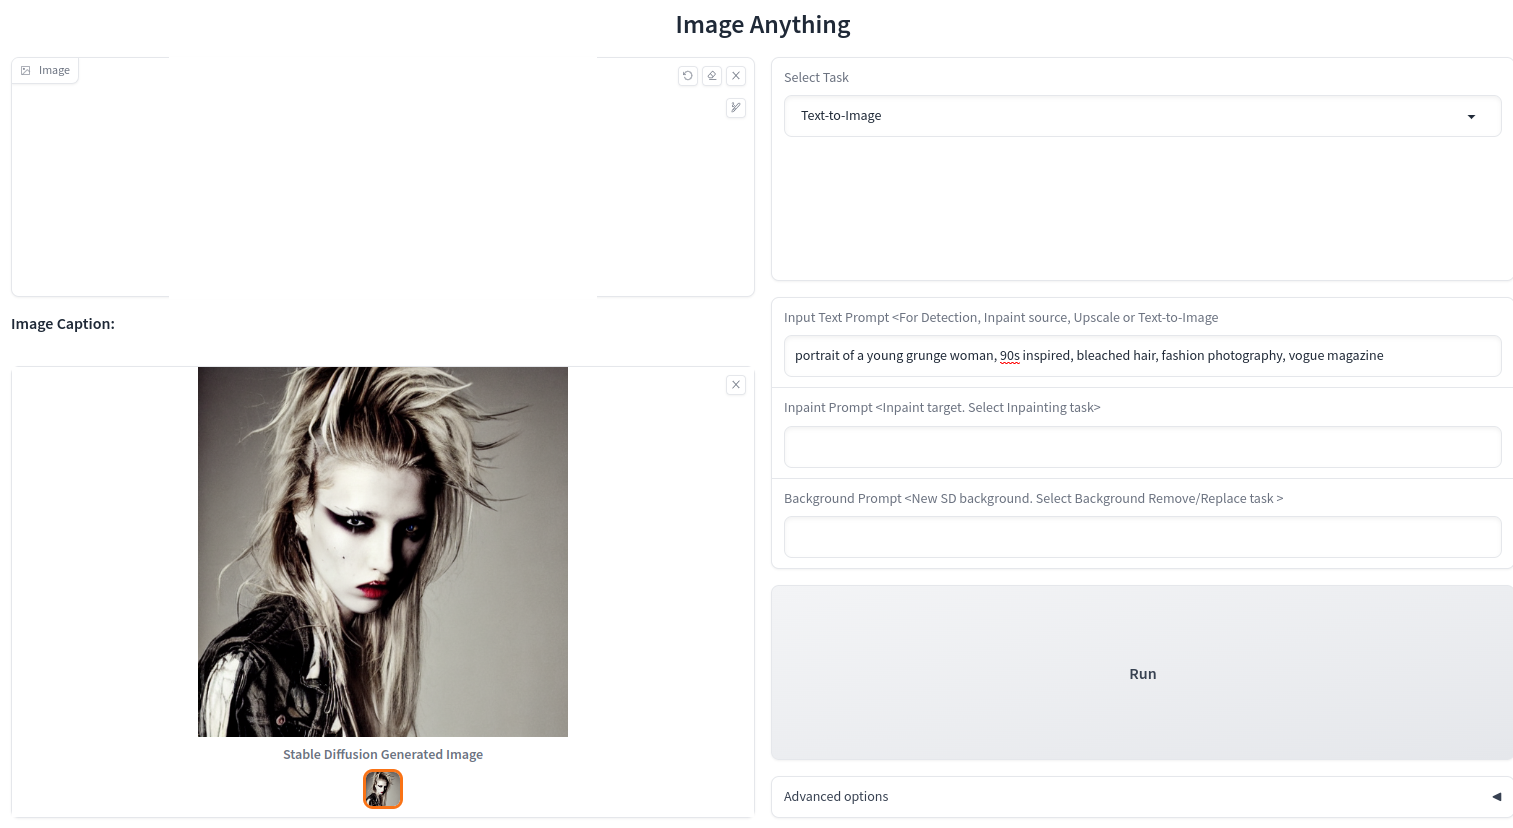 Image Anything
Image
Select Task
Text-to-Image
Image Caption:
Input Text Prompt <For Detection, Inpaint source, Upscale or Text-to-Image
portrait of a young grunge woman, 90s inspired, bleached hair, fashion photography, vogue magazine
Inpaint Prompt <Inpaint target. Select Inpainting task>
Background Prompt <New SD background. Select Background Remove/Replace task >
Run
Stable Diffusion Generated Image
Advanced options